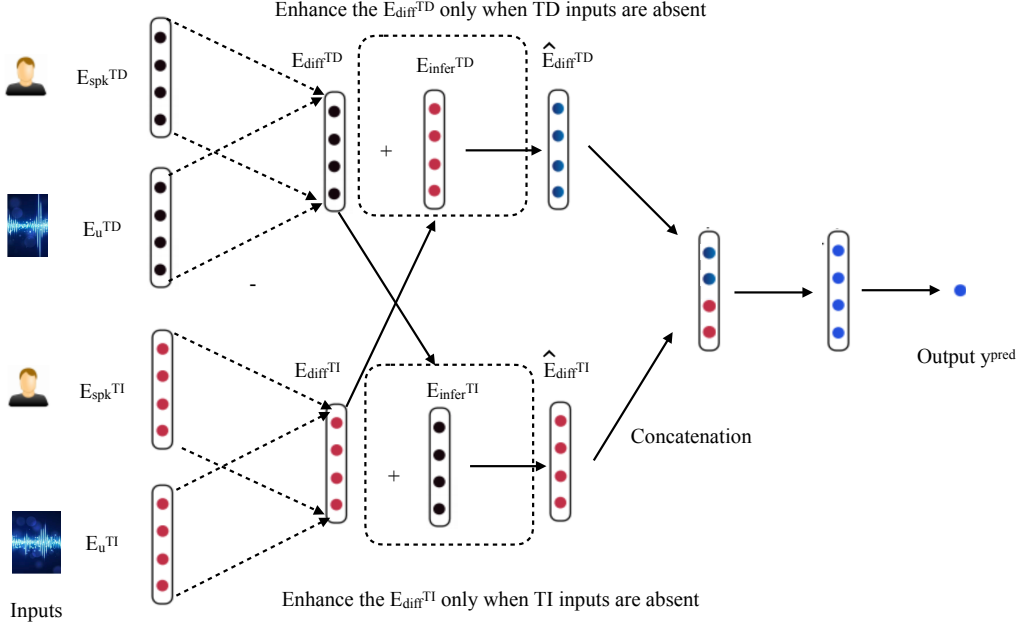 Enhance the E_diff^TD only when TD inputs are absent
E_spk^TD
E_diff^TD
E_infer^TD
Ê_diff^TD
+
E_u^TD
-
Output y^pred
E_spk^TI
E_diff^TI
E_infer^TI
Ê_diff^TI
Concatenation
+
E_u^TI
Inputs
Enhance the E_diff^TI only when TI inputs are absent